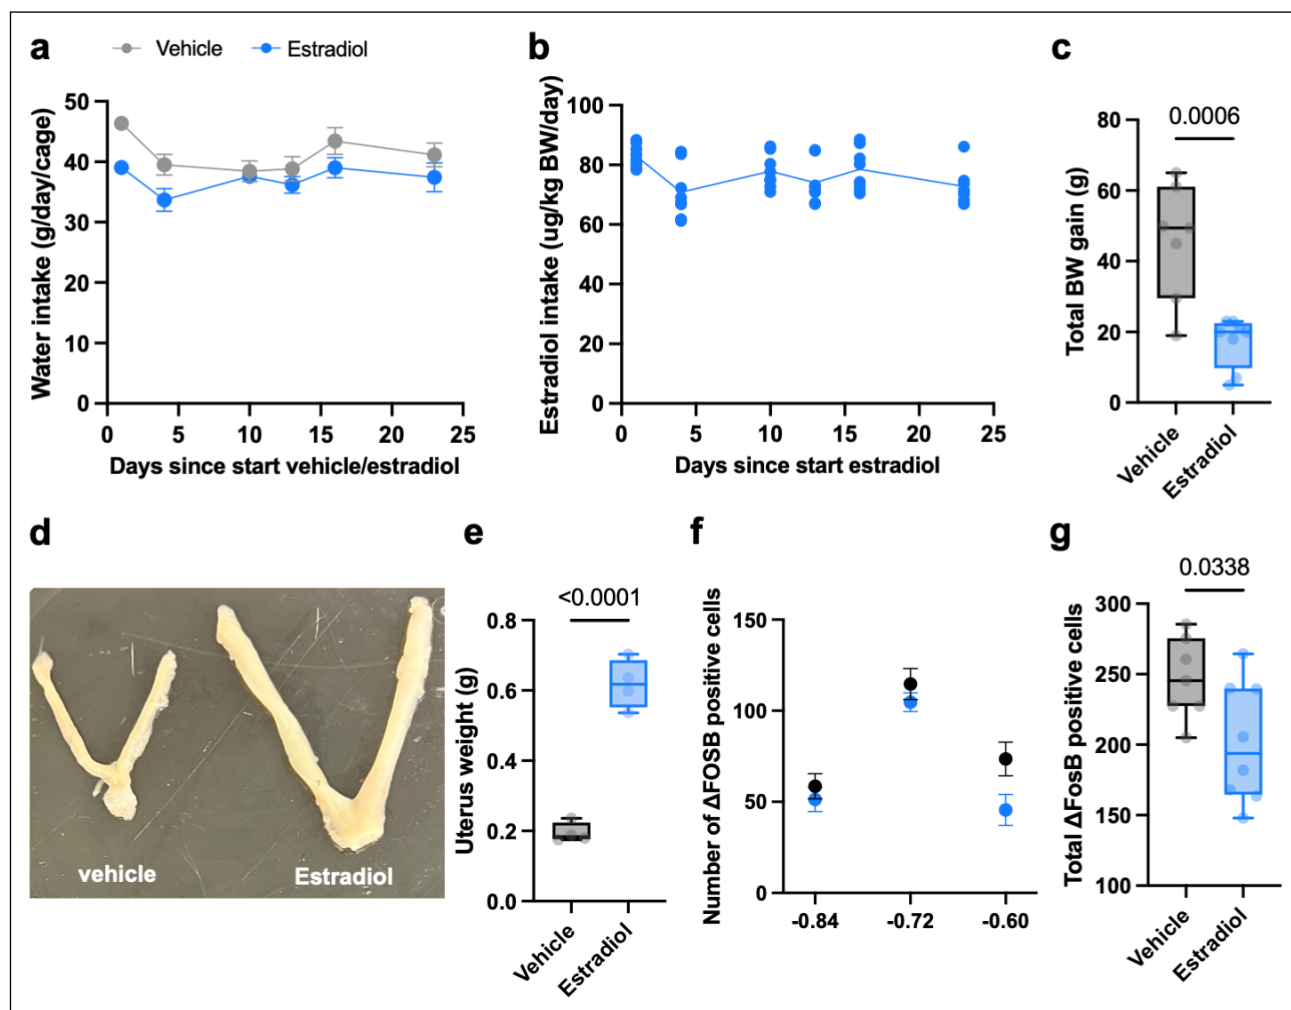 a
Vehicle
Estradiol
Water intake (g/day/cage)
50
40
30
20
10
0
0 5 10 15 20 25
Days since start vehicle/estradiol
b
Estradiol intake (ug/kg BW/day)
100
80
60
40
20
0
0 5 10 15 20 25
Days since start estradiol
c
0.0006
Total BW gain (g)
80
60
40
20
0
Vehicle
Estradiol
d
vehicle
Estradiol
e
<0.0001
Uterus weight (g)
0.8
0.6
0.4
0.2
0.0
Vehicle
Estradiol
f
Number of ΔFOSB positive cells
150
100
50
0
-0.84 -0.72 -0.60
g
0.0338
Total ΔFosB positive cells
300
250
200
150
100
Vehicle
Estradiol